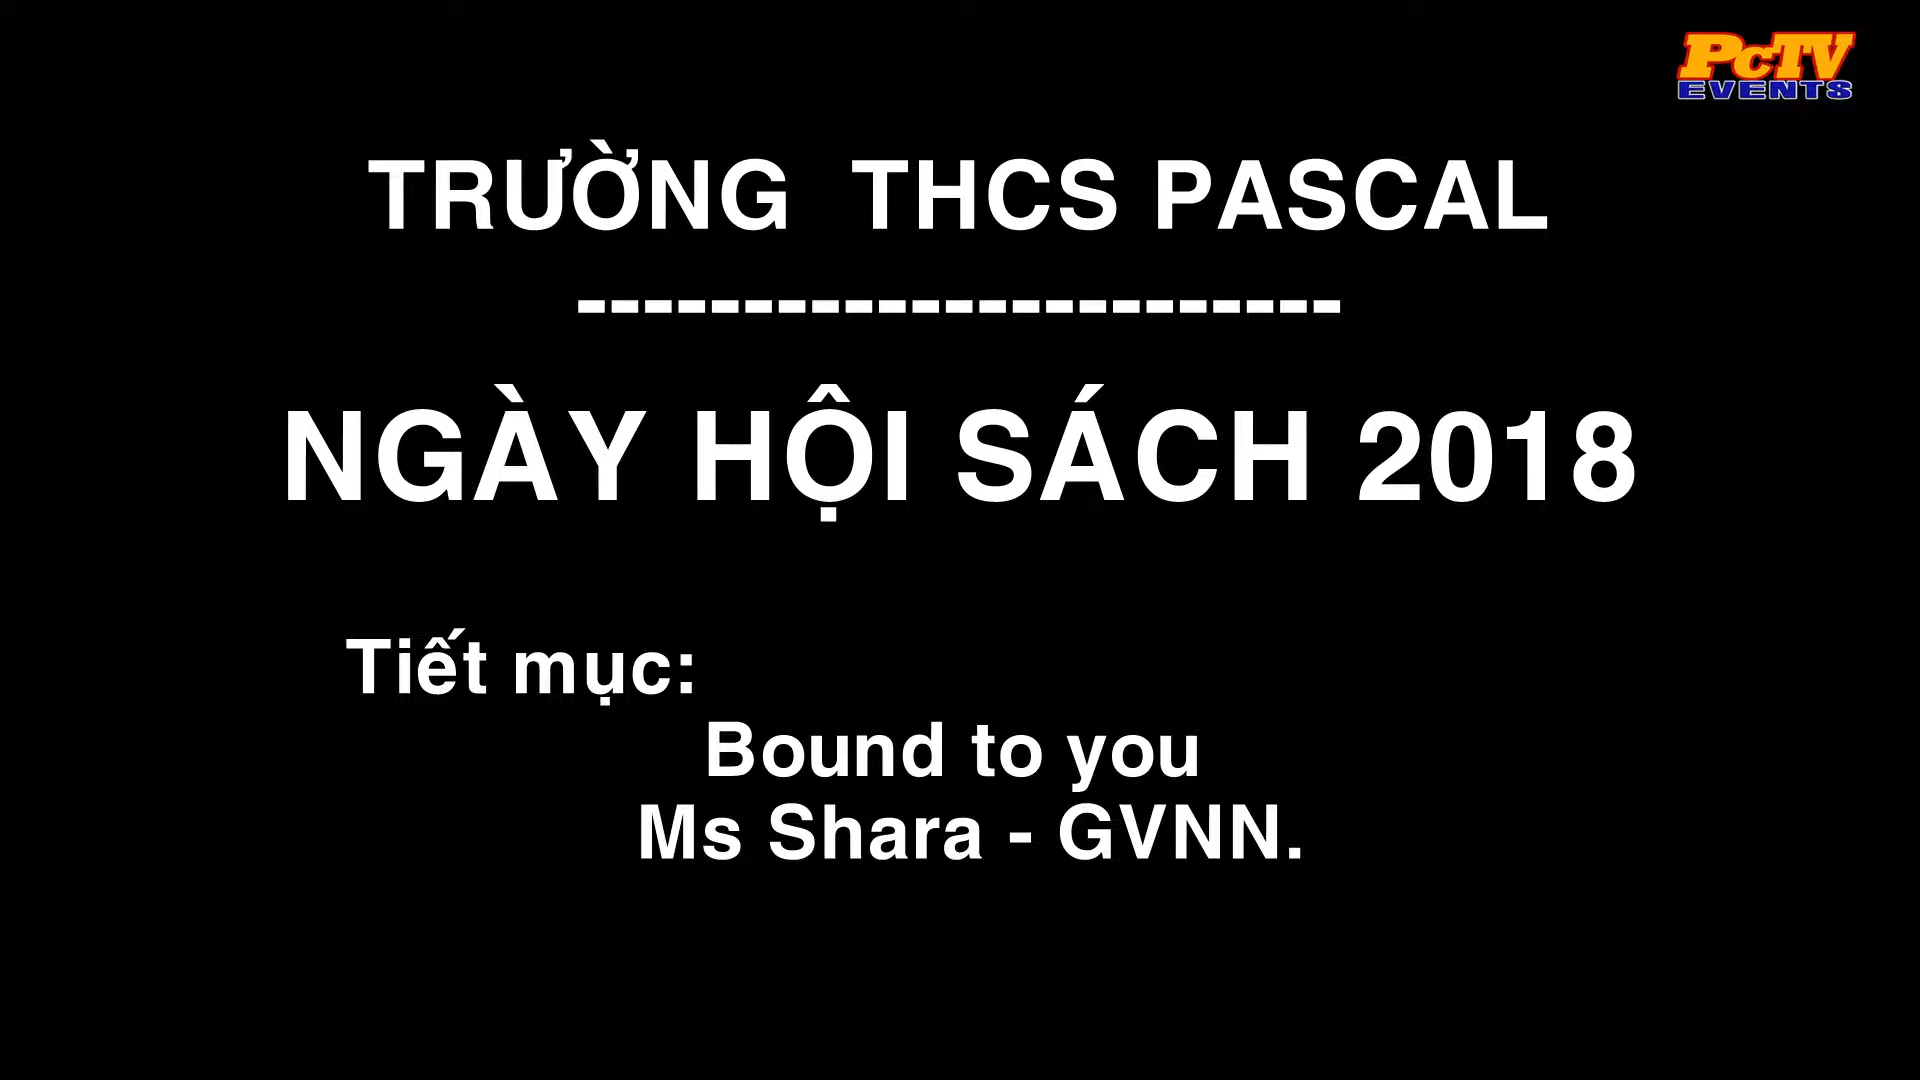 PCTV
EVENTS
TRƯỜNG THCS PASCAL
-----------------------
NGÀY HỘI SÁCH 2018
Tiết mục:
Bound to you
Ms Shara - GVNN.